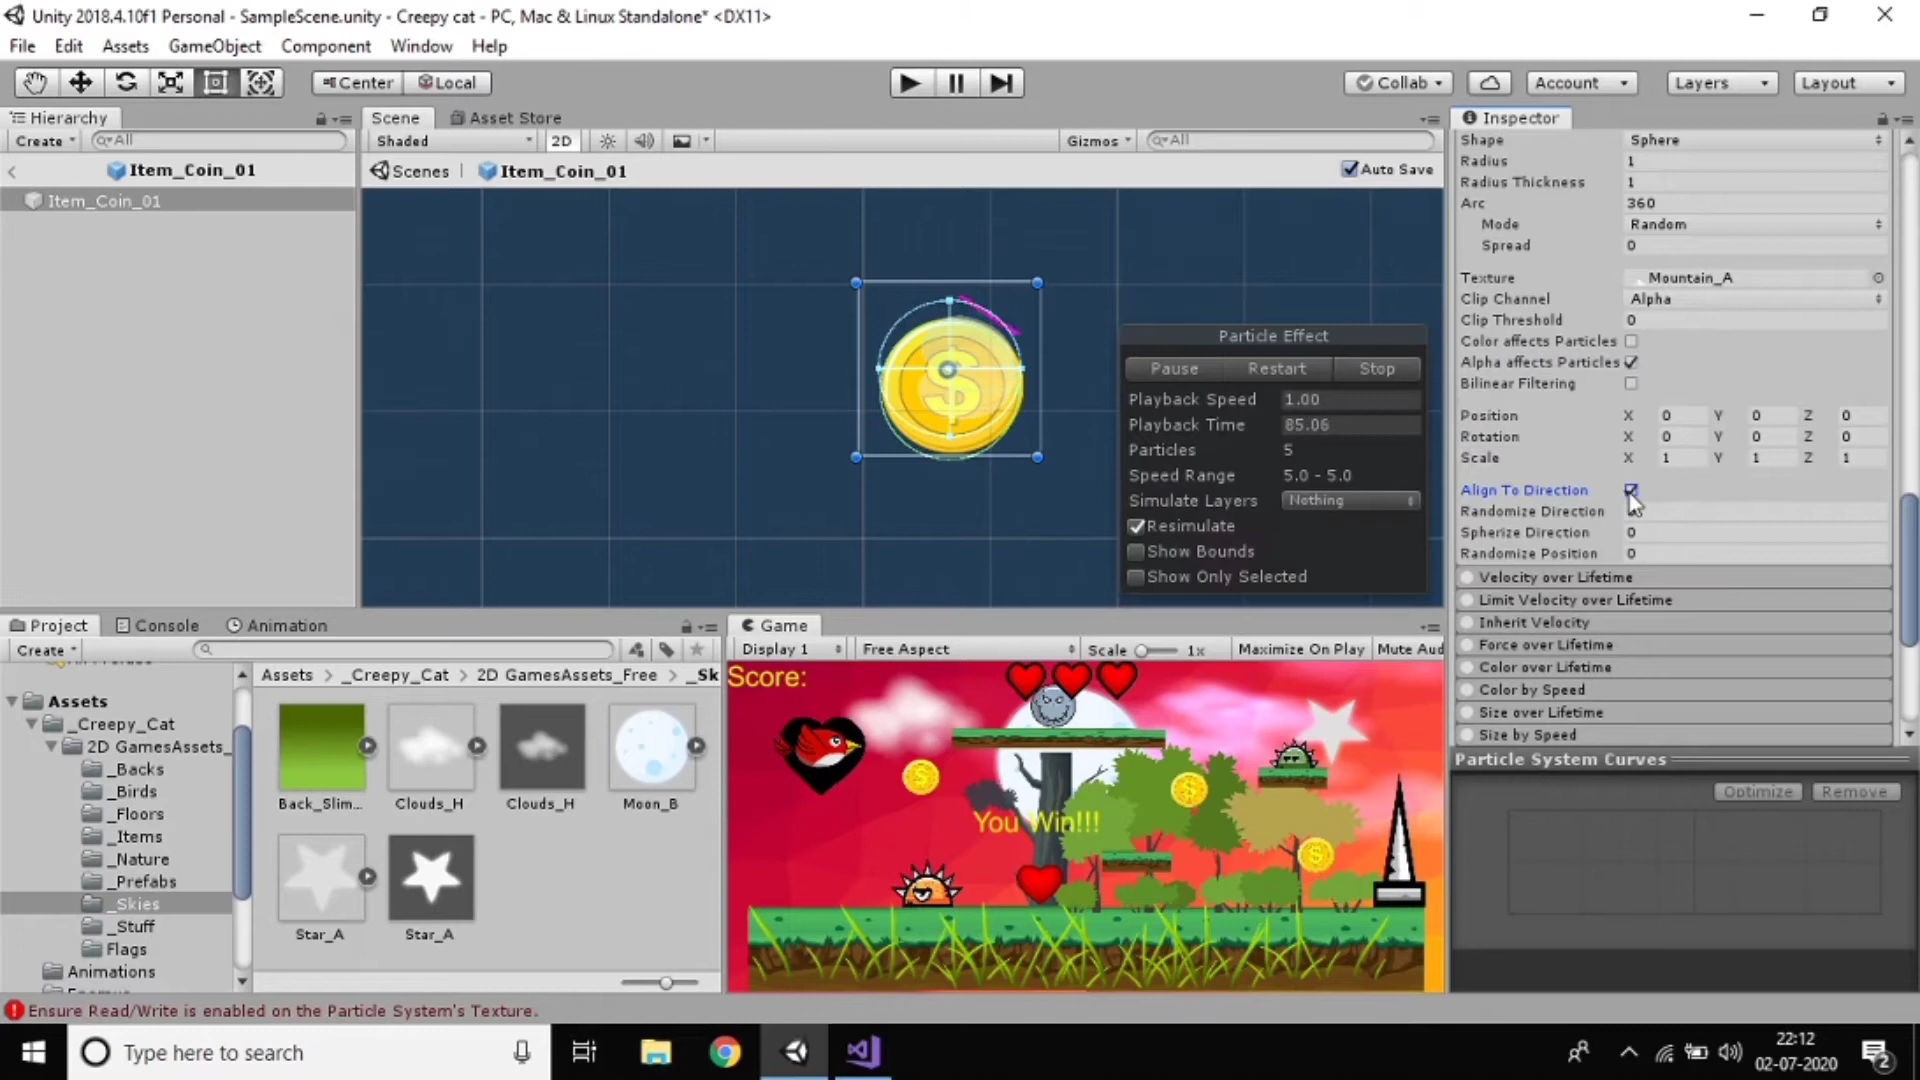 Unity 2018.4.10f1 Personal - SampleScene.unity - Creepy cat - PC, Mac & Linux Standalone* <DX11>
File Edit Assets GameObject Component Window Help
Center Local Collab Account Layers Layout
Hierarchy
Create All
Item_Coin_01
Item_Coin_01
Scene Asset Store
Shaded 2D Gizmos All
Scenes Item_Coin_01 Auto Save
$
Particle Effect
Pause Restart Stop
Playback Speed 1.00
Playback Time 85.06
Particles 5
Speed Range 5.0 - 5.0
Simulate Layers Nothing
Resimulate
Show Bounds
Show Only Selected
Inspector
Shape Sphere
Radius 1
Radius Thickness 1
Arc 360
Mode Random
Spread 0
Texture Mountain_A
Clip Channel Alpha
Clip Threshold 0
Color affects Particles
Alpha affects Particles
Bilinear Filtering
Position X 0 Y 0 Z 0
Rotation X 0 Y 0 Z 0
Scale X 1 Y 1 Z 1
Align To Direction
Randomize Direction
Spherize Direction 0
Randomize Position 0
Velocity over Lifetime
Limit Velocity over Lifetime
Inherit Velocity
Force over Lifetime
Color over Lifetime
Color by Speed
Size over Lifetime
Size by Speed
Particle System Curves
Optimize Remove
Project Console Animation
Create
Assets
_Creepy_Cat
2D GamesAssets_
_Backs
_Birds
_Floors
_Items
_Nature
_Prefabs
_Skies
_Stuff
Flags
Animations
Assets > _Creepy_Cat > 2D GamesAssets_Free > _Sk
Back_Slim... Clouds_H Clouds_H Moon_B
Star_A Star_A
Game
Display 1 Free Aspect Scale 1x Maximize On Play Mute Aud
Score:
You Win!!!
Ensure Read/Write is enabled on the Particle System's Texture.
Type here to search
22:12
02-07-2020
2